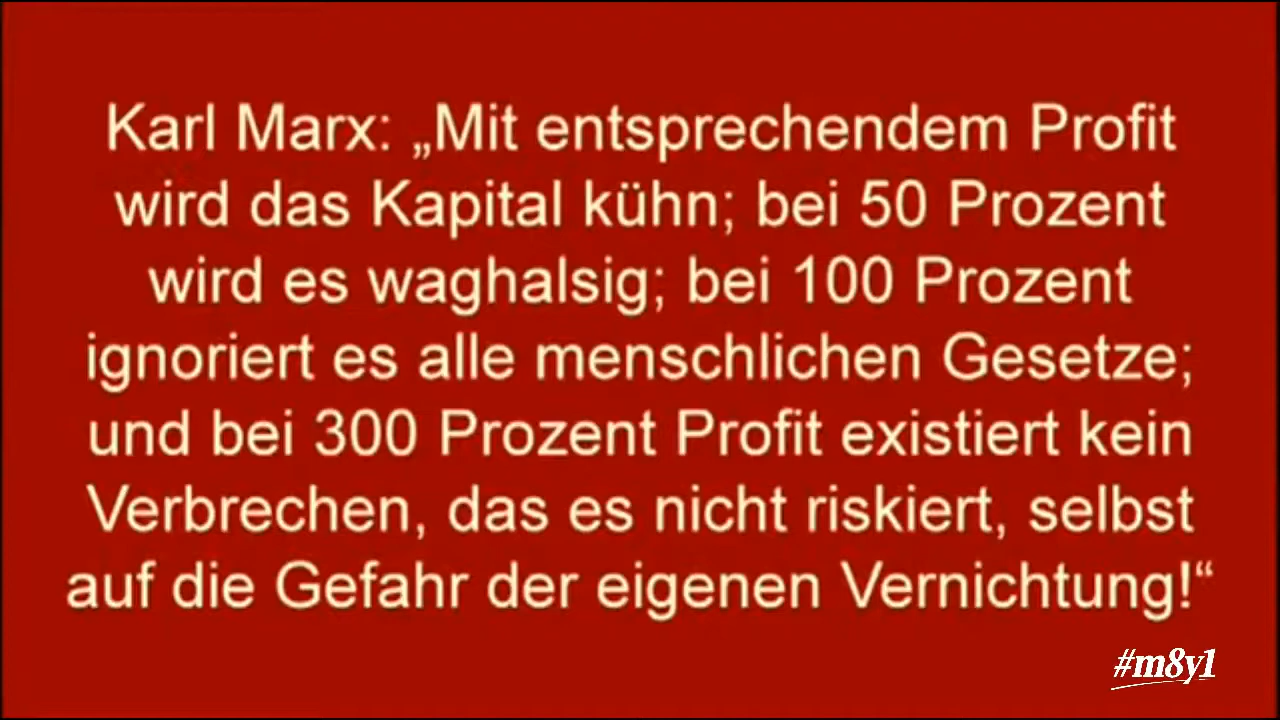 Karl Marx: „Mit entsprechendem Profit
wird das Kapital kühn; bei 50 Prozent
wird es waghalsig; bei 100 Prozent
ignoriert es alle menschlichen Gesetze;
und bei 300 Prozent Profit existiert kein
Verbrechen, das es nicht riskiert, selbst
auf die Gefahr der eigenen Vernichtung!“
#m8y1